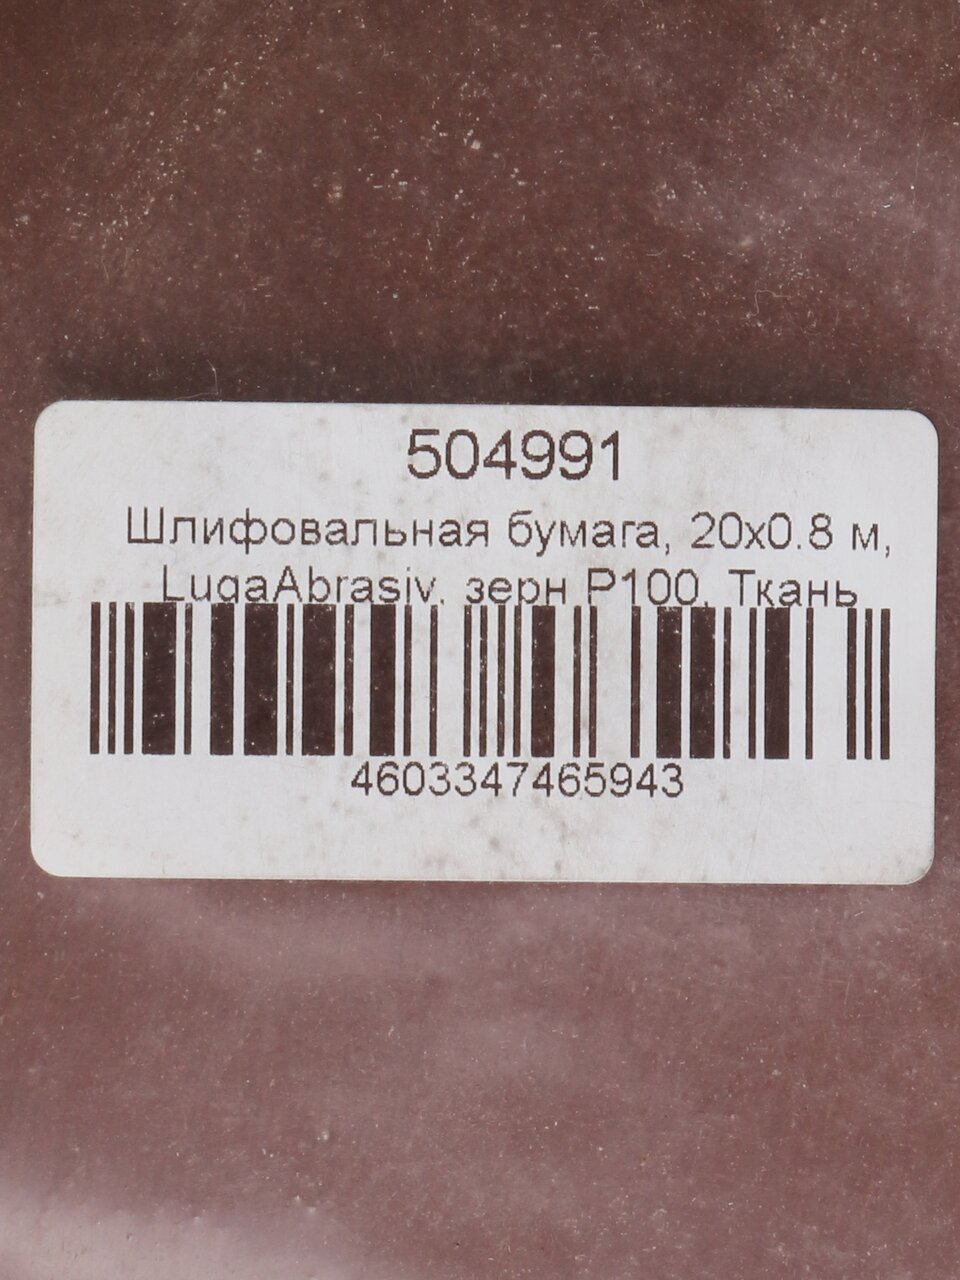 504991
Шлифовальная бумага, 20x0.8 м,
LugaAbrasiv, зерн P100, Ткань
4603347465943